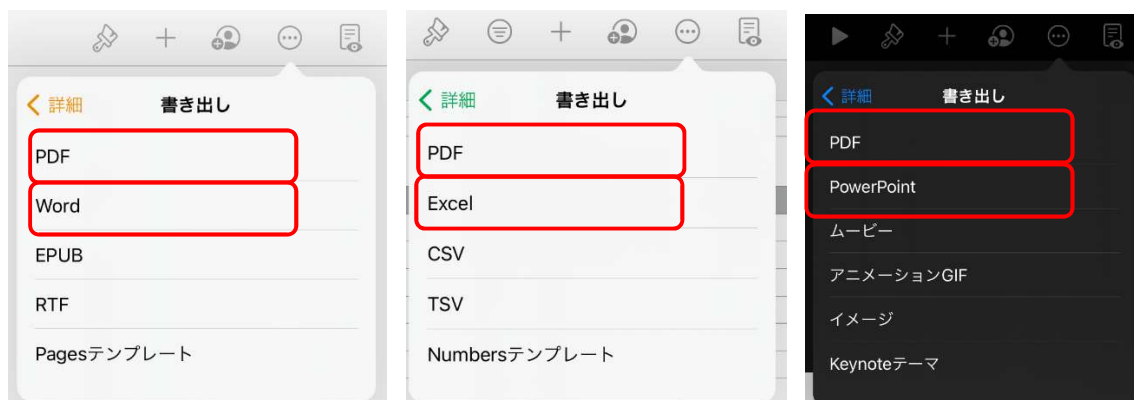 詳細 書き出し
PDF
Word
EPUB
RTF
Pagesテンプレート
詳細 書き出し
PDF
Excel
CSV
TSV
Numbersテンプレート
詳細 書き出し
PDF
PowerPoint
ムービー
アニメーションGIF
イメージ
Keynoteテーマ